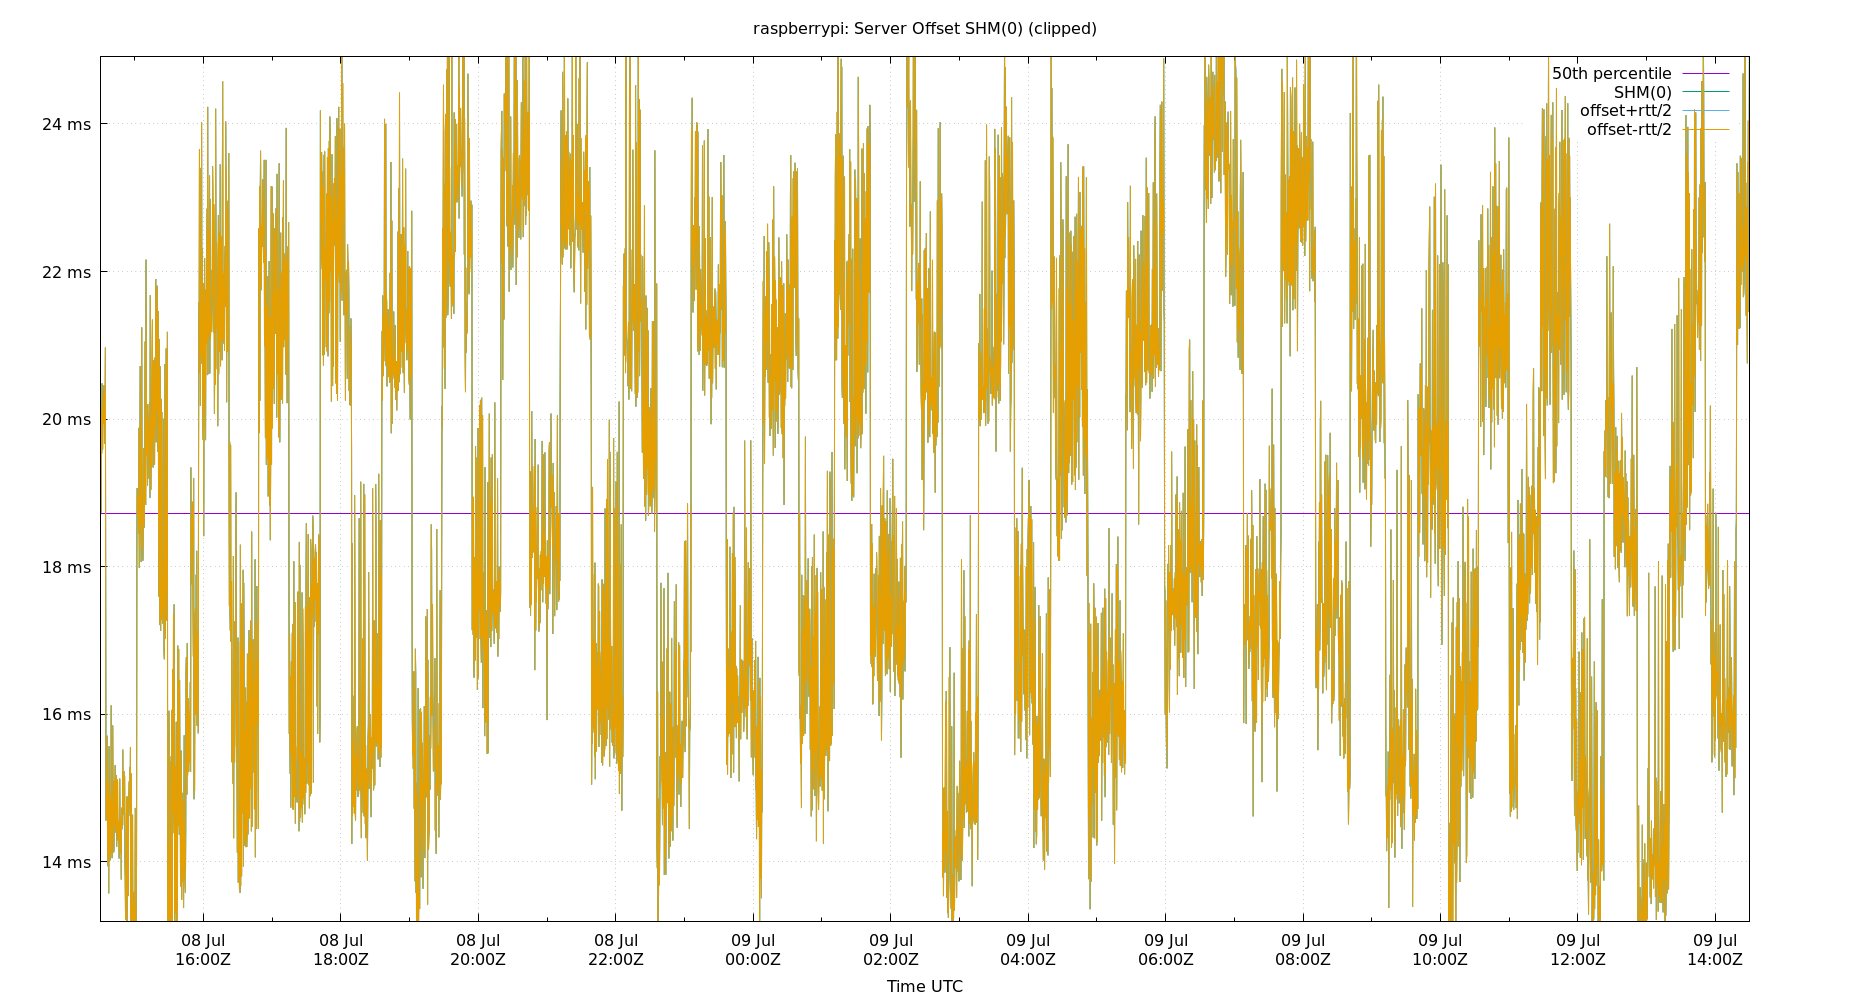 raspberrypi: Server Offset SHM(0) (clipped)
50th percentile
SHM(0)
offset+rtt/2
offset-rtt/2
24 ms
22 ms
20 ms
18 ms
16 ms
14 ms
08 Jul 08 Jul 08 Jul 08 Jul 09 Jul 09 Jul 09 Jul 09 Jul 09 Jul 09 Jul 09 Jul 09 Jul
16:00Z 18:00Z 20:00Z 22:00Z 00:00Z 02:00Z 04:00Z 06:00Z 08:00Z 10:00Z 12:00Z 14:00Z
Time UTC